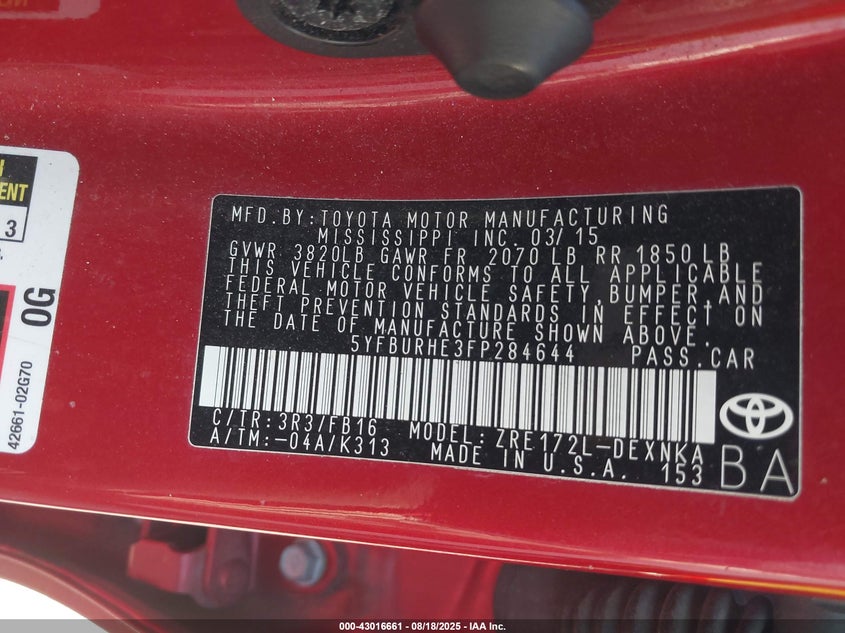 MFD.BY:TOYOTA MOTOR MANUFACTURING
MISSISSIPPI INC. 03/15
GVWR 3820LB GAWR FR 2070 LB RR 1850LB
THIS VEHICLE CONFORMS TO ALL APPLICABLE
FEDERAL MOTOR VEHICLE SAFETY,BUMPER,AND
THEFT PREVENTION STANDARDS IN EFFECT ON
THE DATE OF MANUFACTURE SHOWN ABOVE.
5YFBURHE3FP284644 PASS.CAR
C/TR:3R3/FB16 MODEL:ZRE172L-DEXNKA
A/TM:-04A/K313 MADE IN U.S.A. 153
BA
3
0G
42661-02G70
000-43016661 - 08/18/2025 - IAA Inc.